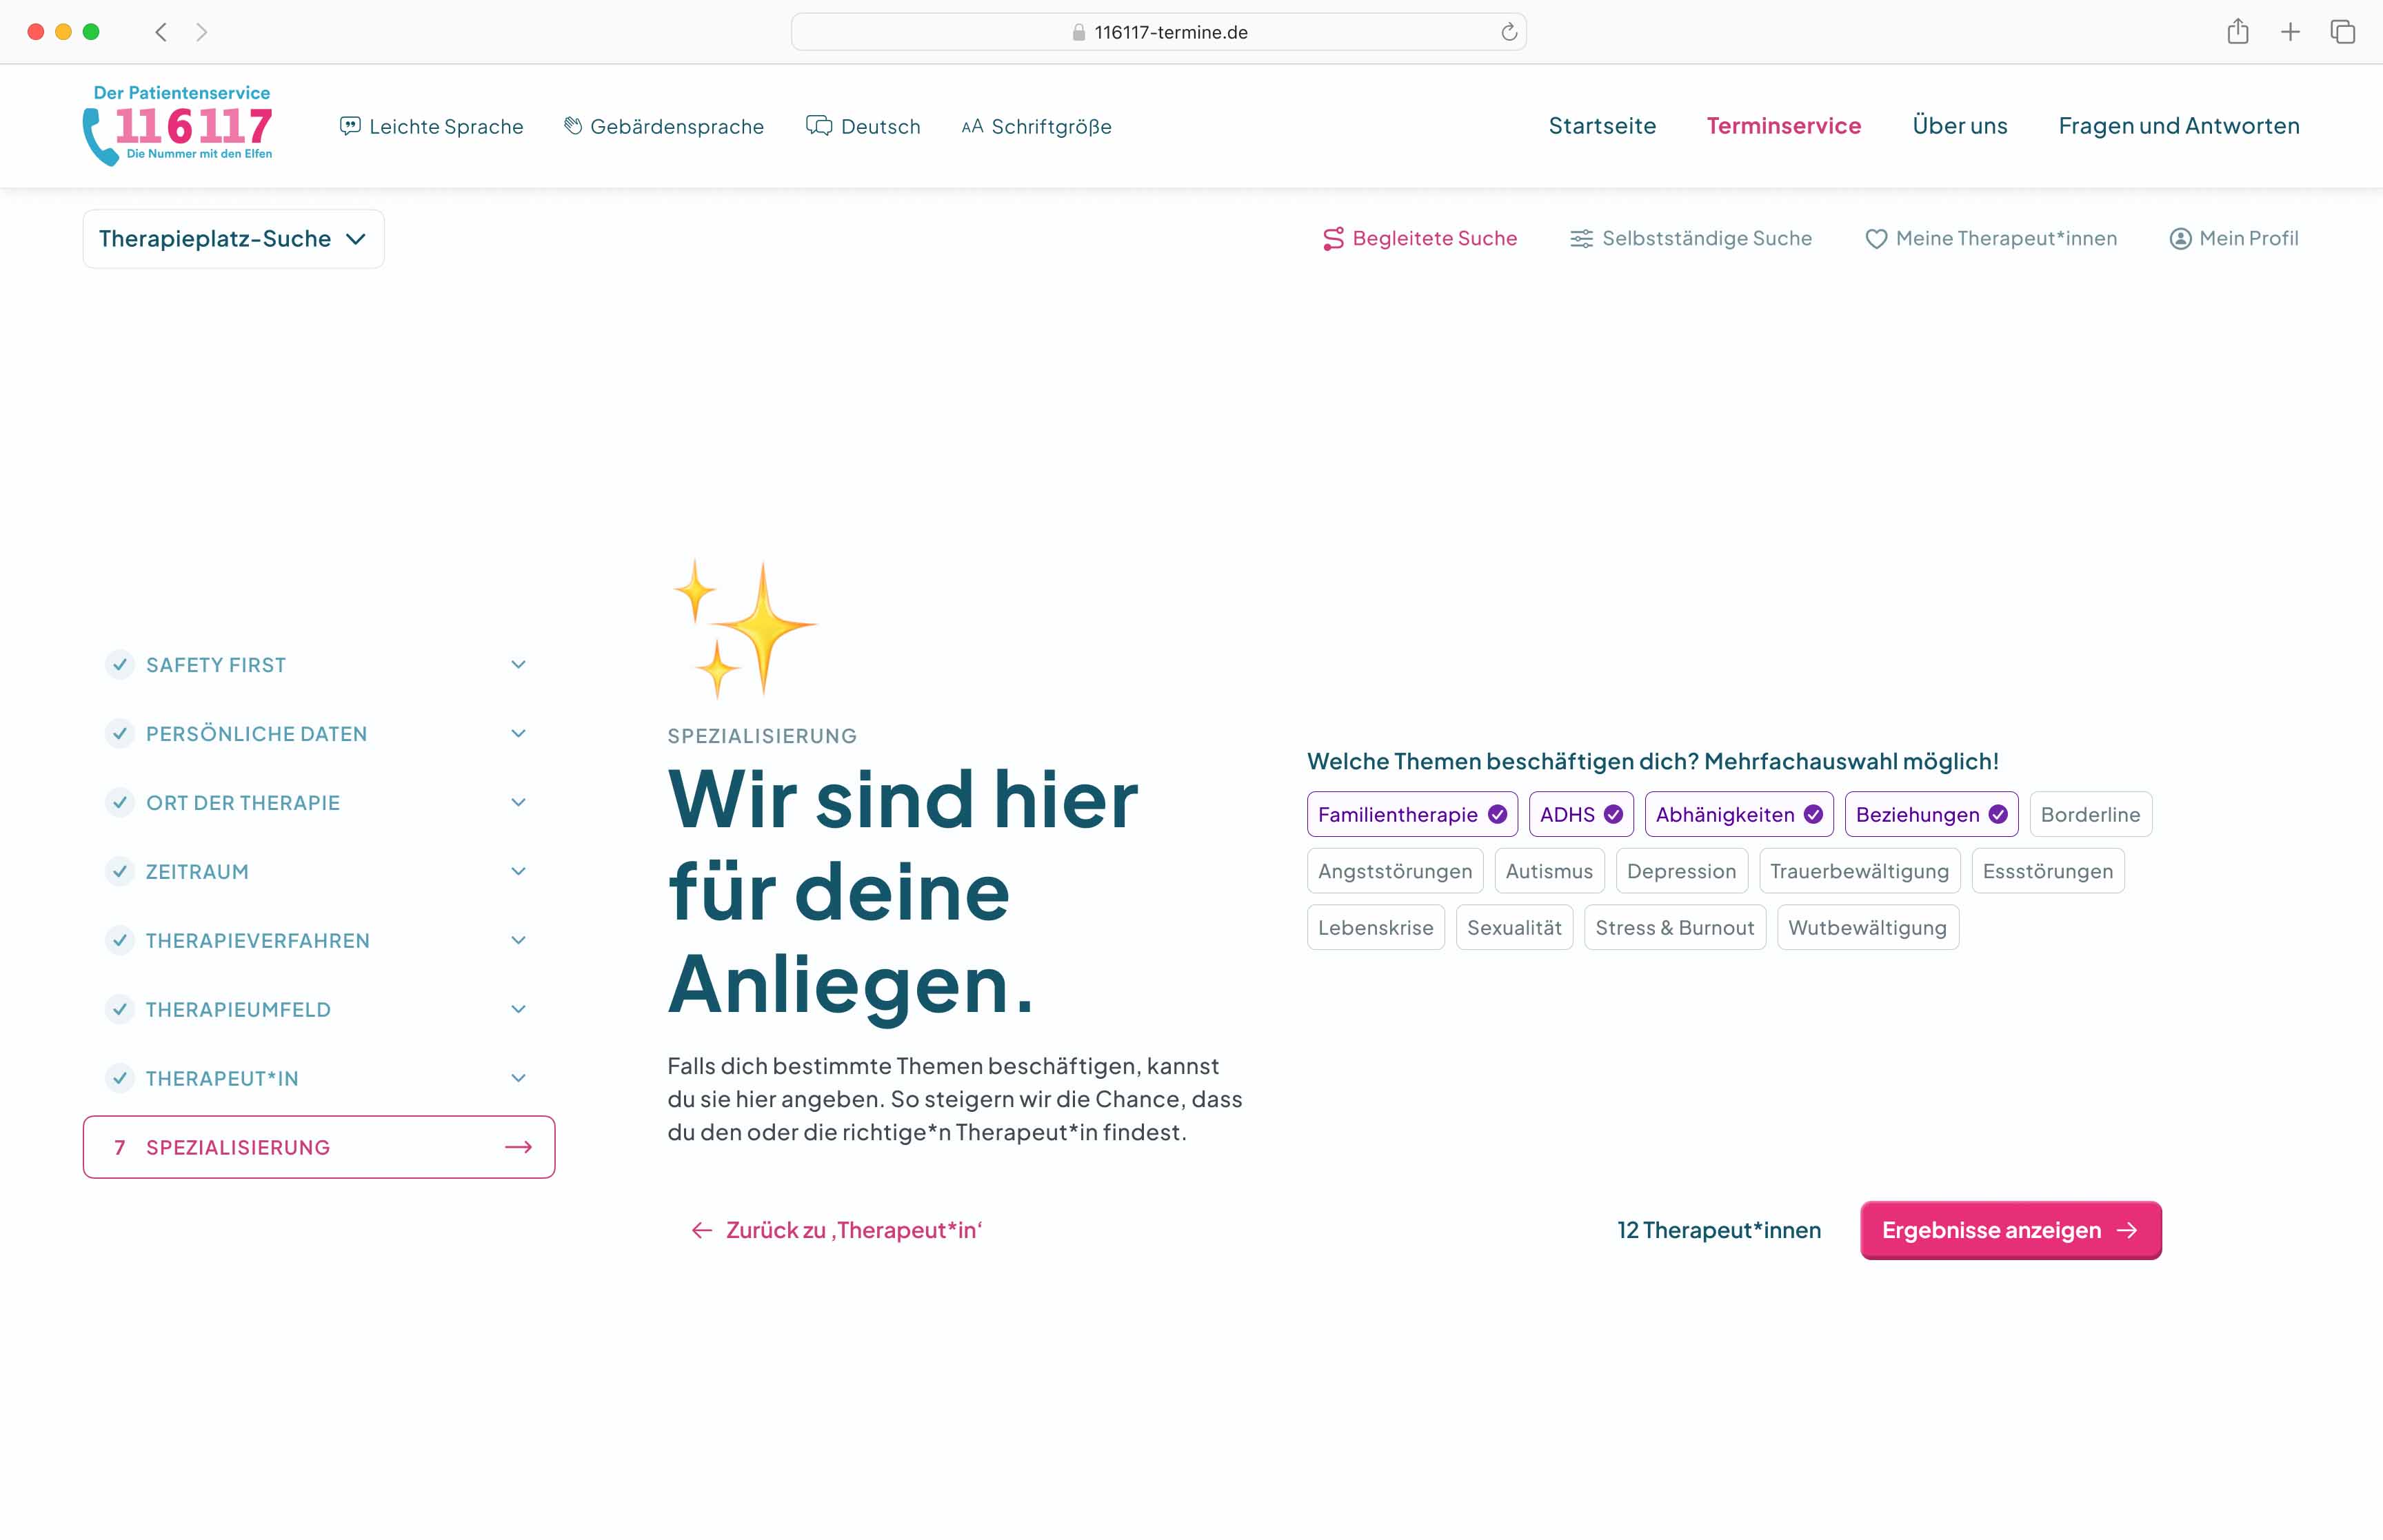 116117-termine.de
Der Patientenservice
116117
Die Nummer mit den Elfen
Leichte Sprache
Gebärdensprache
Deutsch
AA Schriftgröße
Startseite
Terminservice
Über uns
Fragen und Antworten
Therapieplatz-Suche
Begleitete Suche
Selbstständige Suche
Meine Therapeut*innen
Mein Profil
SAFETY FIRST
PERSÖNLICHE DATEN
ORT DER THERAPIE
ZEITRAUM
THERAPIEVERFAHREN
THERAPIEUMFELD
THERAPEUT*IN
7 SPEZIALISIERUNG
SPEZIALISIERUNG
Wir sind hier
für deine
Anliegen.
Falls dich bestimmte Themen beschäftigen, kannst
du sie hier angeben. So steigern wir die Chance, dass
du den oder die richtige*n Therapeut*in findest.
Welche Themen beschäftigen dich? Mehrfachauswahl möglich!
Familientherapie ADHS Abhänigkeiten Beziehungen Borderline
Angststörungen Autismus Depression Trauerbewältigung Essstörungen
Lebenskrise Sexualität Stress & Burnout Wutbewältigung
Zurück zu ‚Therapeut*in‘
12 Therapeut*innen
Ergebnisse anzeigen